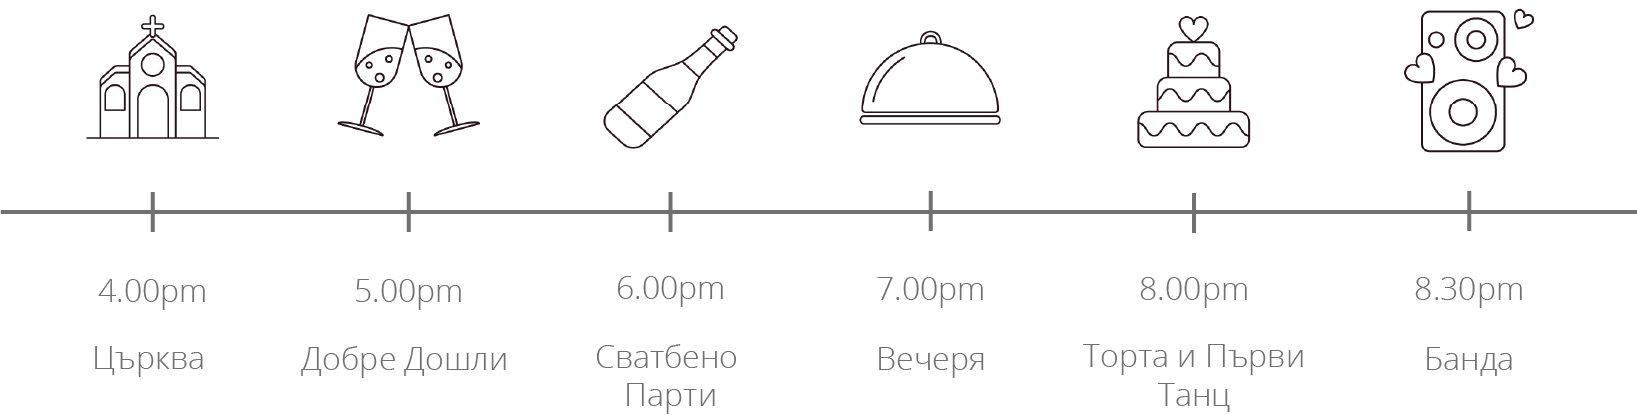 4.00pm
5.00pm
6.00pm
7.00pm
8.00pm
8.30pm
Църква
Добре Дошли
Сватбено
Парти
Вечеря
Торта и Първи
Танц
Банда